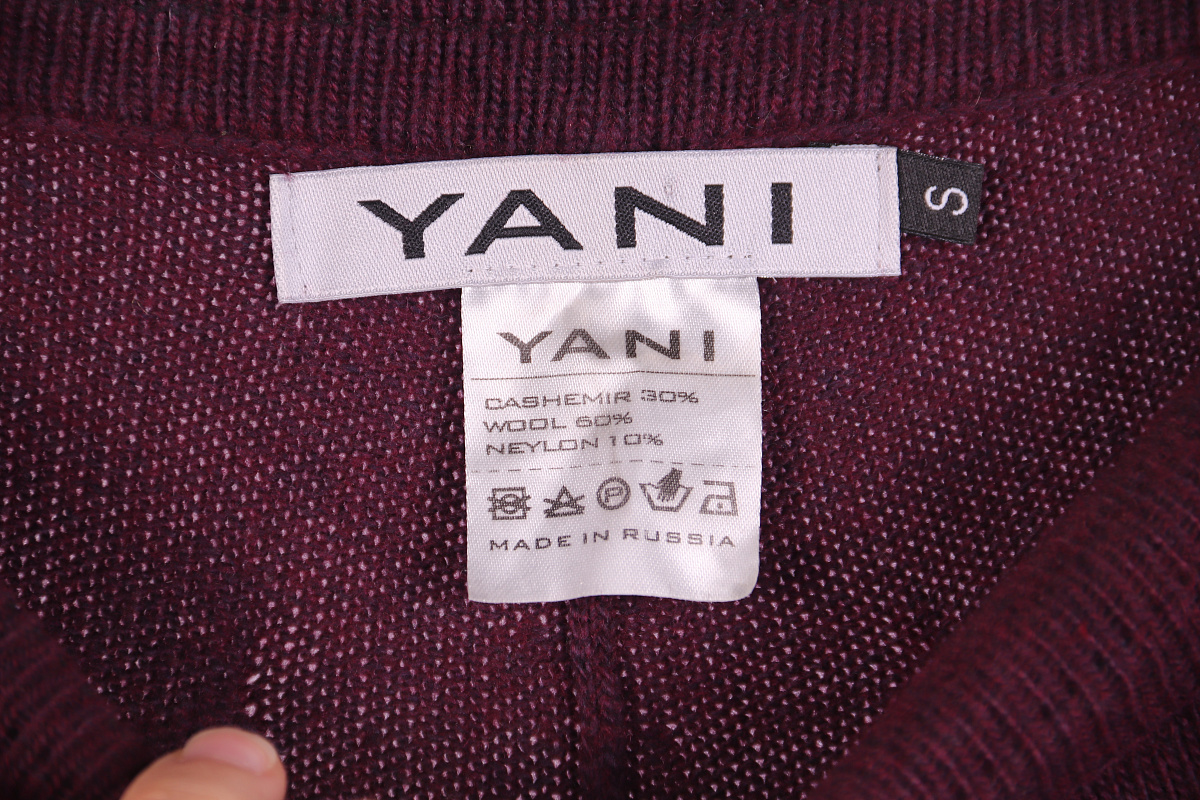 YANI
S
YANI
CASHEMIR 30%
WOOL 60%
NEYLON 10%
P
MADE IN RUSSIA